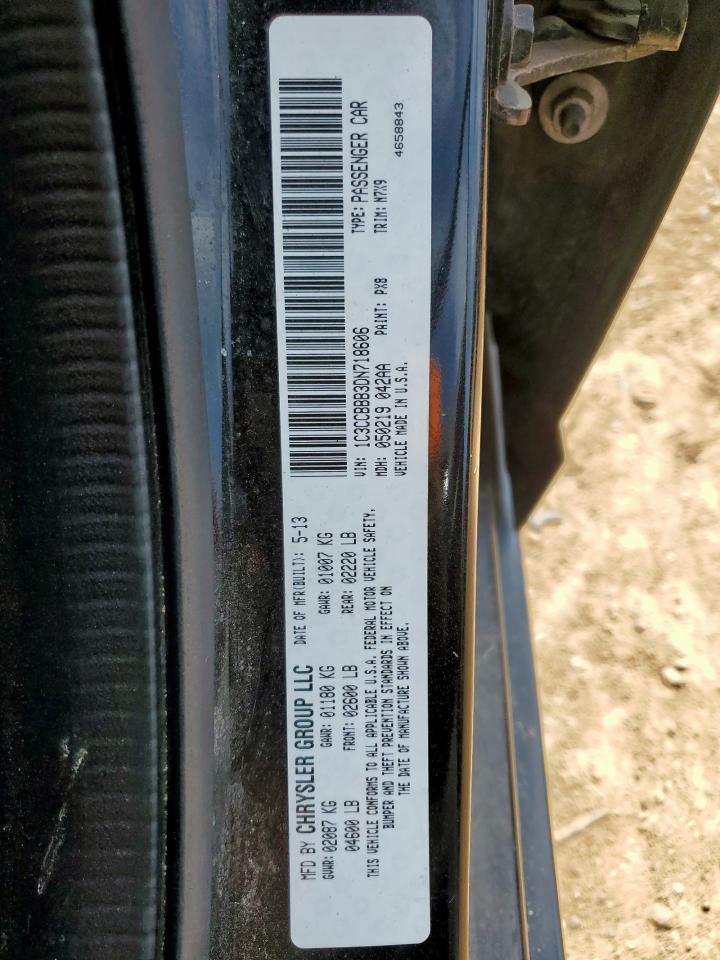 MFD BY CHRYSLER GROUP LLC DATE OF MFR(BUILT): 5-13
GVWR: 02087 KG GAWR: 01180 KG GAWR: 01007 KG
04600 LB FRONT: 02600 LB REAR: 02220 LB
THIS VEHICLE CONFORMS TO ALL APPLICABLE U.S.A. FEDERAL MOTOR VEHICLE SAFETY,
BUMPER AND THEFT PREVENTION STANDARDS IN EFFECT ON
THE DATE OF MANUFACTURE SHOWN ABOVE.
VIN: 1C3CCBBB3DN718606 TYPE: PASSENGER CAR
MDH: 050219 042AA PAINT: PX8 TRIM: N7X9
VEHICLE MADE IN U.S.A. 4658843